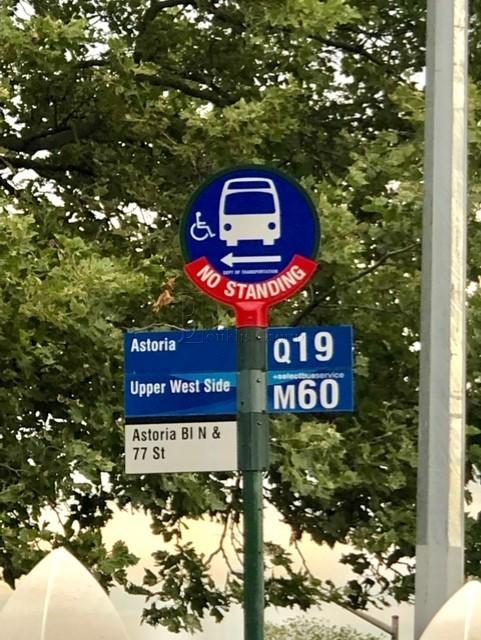 DEPT OF TRANSPORTATION
NO STANDING
Astoria
Q19
Upper West Side
+selectbusservice
M60
Astoria Bl N &
77 St